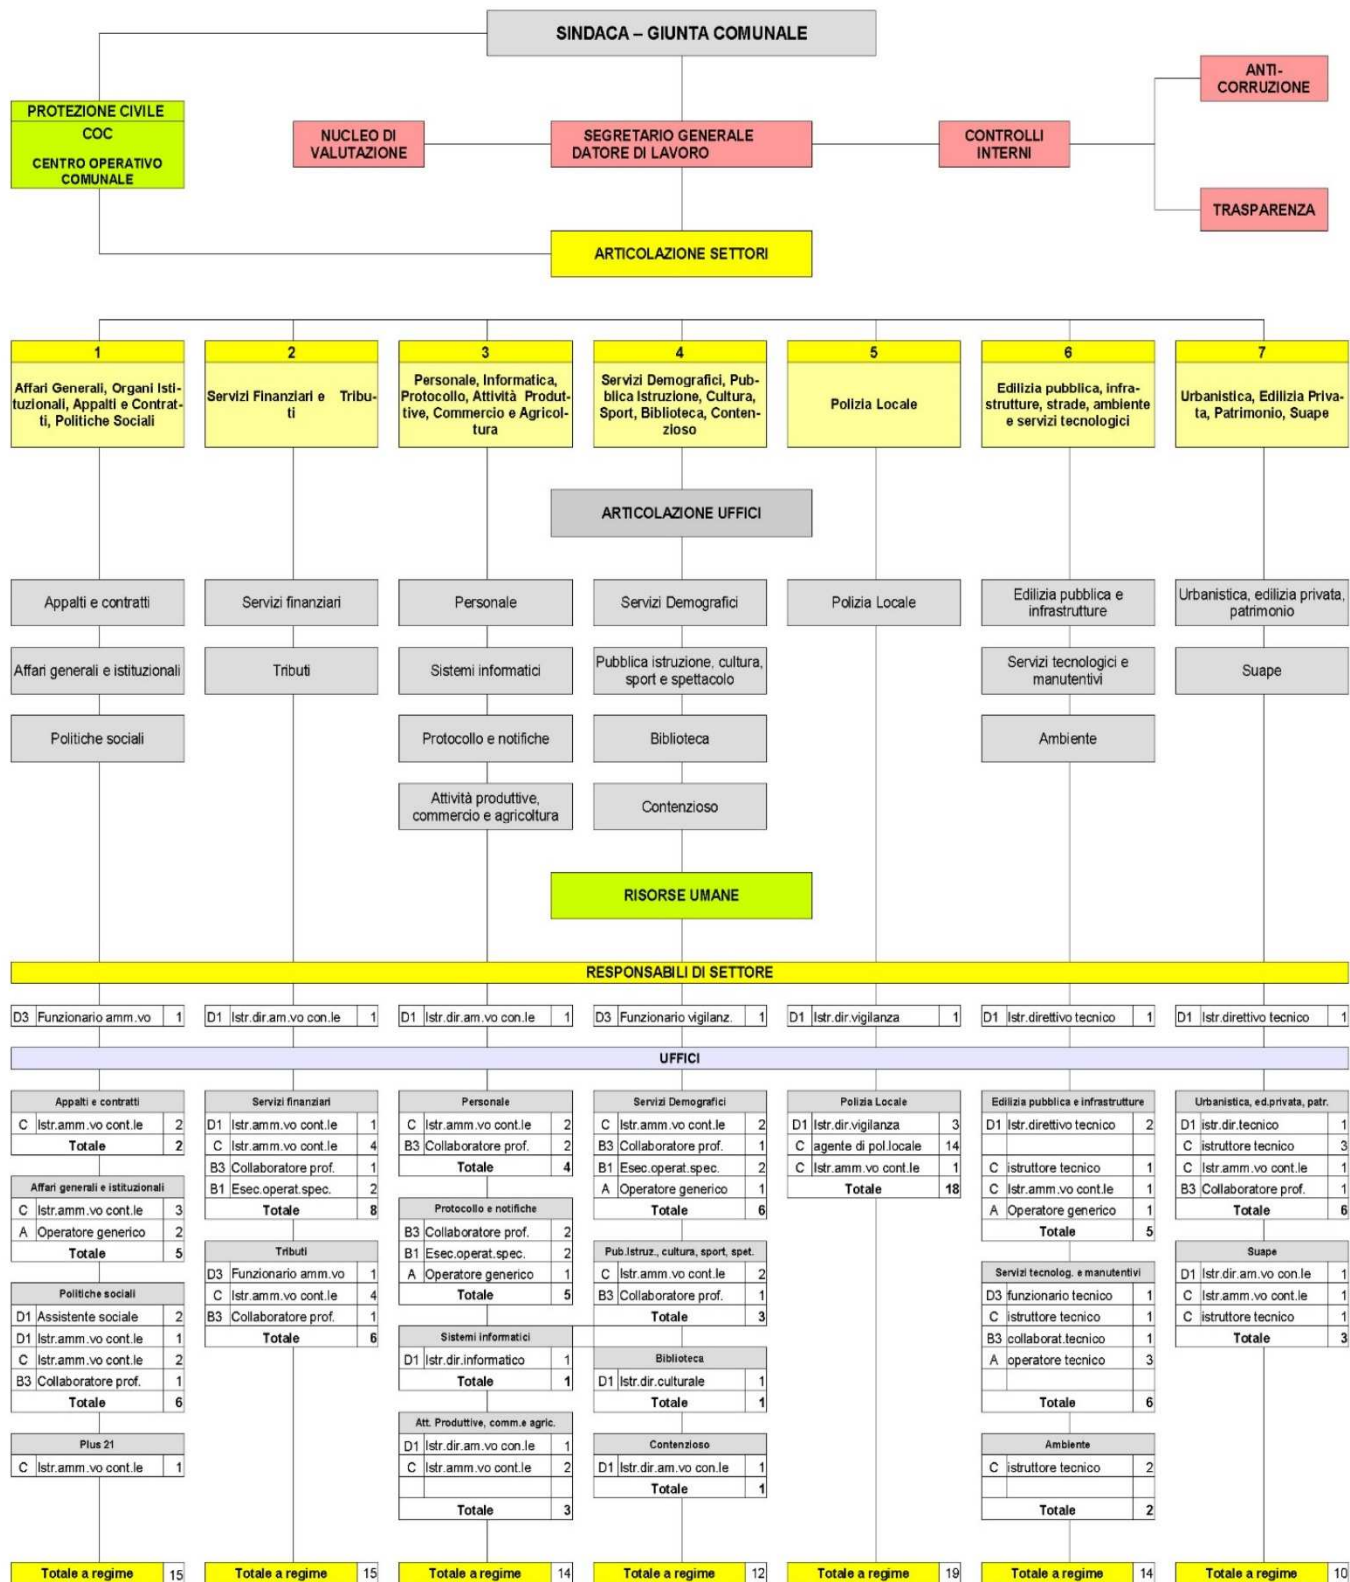 SINDACA – GIUNTA COMUNALE
ANTI-
CORRUZIONE
PROTEZIONE CIVILE
COC
CENTRO OPERATIVO
COMUNALE
NUCLEO DI
VALUTAZIONE
SEGRETARIO GENERALE
DATORE DI LAVORO
CONTROLLI
INTERNI
TRASPARENZA
ARTICOLAZIONE SETTORI
1
Affari Generali, Organi Isti-
tuzionali, Appalti e Contrat-
ti, Politiche Sociali
2
Servizi Finanziari e Tribu-
ti
3
Personale, Informatica,
Protocollo, Attività Produt-
tive, Commercio e Agricol-
tura
4
Servizi Demografici, Pub-
blica Istruzione, Cultura,
Sport, Biblioteca, Conten-
zioso
5
Polizia Locale
6
Edilizia pubblica, infra-
strutture, strade, ambiente
e servizi tecnologici
7
Urbanistica, Edilizia Priva-
ta, Patrimonio, Suape
ARTICOLAZIONE UFFICI
Appalti e contratti
Servizi finanziari
Personale
Servizi Demografici
Polizia Locale
Edilizia pubblica e
infrastrutture
Urbanistica, edilizia privata,
patrimonio
Affari generali e istituzionali
Tributi
Sistemi informatici
Pubblica istruzione, cultura,
sport e spettacolo
Servizi tecnologici e
manutentivi
Suape
Politiche sociali
Protocollo e notifiche
Biblioteca
Ambiente
Attività produttive,
commercio e agricoltura
Contenzioso
RISORSE UMANE
RESPONSABILI DI SETTORE
D3 Funzionario amm.vo 1
D1 Istr.dir.am.vo con.le 1
D1 Istr.dir.am.vo con.le 1
D3 Funzionario vigilanz. 1
D1 Istr.dir.vigilanza 1
D1 Istr.direttivo tecnico 1
D1 Istr.direttivo tecnico 1
UFFICI
Appalti e contratti
C Istr.amm.vo cont.le 2
Totale 2
Affari generali e istituzionali
C Istr.amm.vo cont.le 3
A Operatore generico 2
Totale 5
Politiche sociali
D1 Assistente sociale 2
D1 Istr.amm.vo cont.le 1
C Istr.amm.vo cont.le 2
B3 Collaboratore prof. 1
Totale 6
Plus 21
C Istr.amm.vo cont.le 1
Servizi finanziari
D1 Istr.amm.vo cont.le 1
C Istr.amm.vo cont.le 4
B3 Collaboratore prof. 1
B1 Esec.operat.spec. 2
Totale 8
Tributi
D3 Funzionario amm.vo 1
C Istr.amm.vo cont.le 4
B3 Collaboratore prof. 1
Totale 6
Personale
C Istr.amm.vo cont.le 2
B3 Collaboratore prof. 2
Totale 4
Protocollo e notifiche
B3 Collaboratore prof. 2
B1 Esec.operat.spec. 2
A Operatore generico 1
Totale 5
Sistemi informatici
D1 Istr.dir.informatico 1
Totale 1
Att. Produttive, comm.e agric.
D1 Istr.dir.am.vo con.le 1
C Istr.amm.vo cont.le 2
Totale 3
Servizi Demografici
C Istr.amm.vo cont.le 2
B3 Collaboratore prof. 1
B1 Esec.operat.spec. 2
A Operatore generico 1
Totale 6
Pub.Istruz., cultura, sport, spet.
C Istr.amm.vo cont.le 2
B3 Collaboratore prof. 1
Totale 3
Biblioteca
D1 Istr.dir.culturale 1
Totale 1
Contenzioso
D1 Istr.dir.am.vo con.le 1
Totale 1
Polizia Locale
D1 Istr.dir.vigilanza 3
C agente di pol.locale 14
C Istr.amm.vo cont.le 1
Totale 18
Edilizia pubblica e infrastrutture
D1 Istr.direttivo tecnico 2
C istruttore tecnico 1
C Istr.amm.vo cont.le 1
A Operatore generico 1
Totale 5
Servizi tecnolog. e manutentivi
D3 funzionario tecnico 1
C istruttore tecnico 1
B3 collaborat.tecnico 1
A operatore tecnico 3
Totale 6
Ambiente
C istruttore tecnico 2
Totale 2
Urbanistica, ed.privata, patr.
D1 istr.dir.tecnico 1
C istruttore tecnico 3
C Istr.amm.vo cont.le 1
B3 Collaboratore prof. 1
Totale 6
Suape
D1 Istr.dir.am.vo con.le 1
C Istr.amm.vo cont.le 1
C istruttore tecnico 1
Totale 3
Totale a regime 15
Totale a regime 15
Totale a regime 14
Totale a regime 12
Totale a regime 19
Totale a regime 14
Totale a regime 10